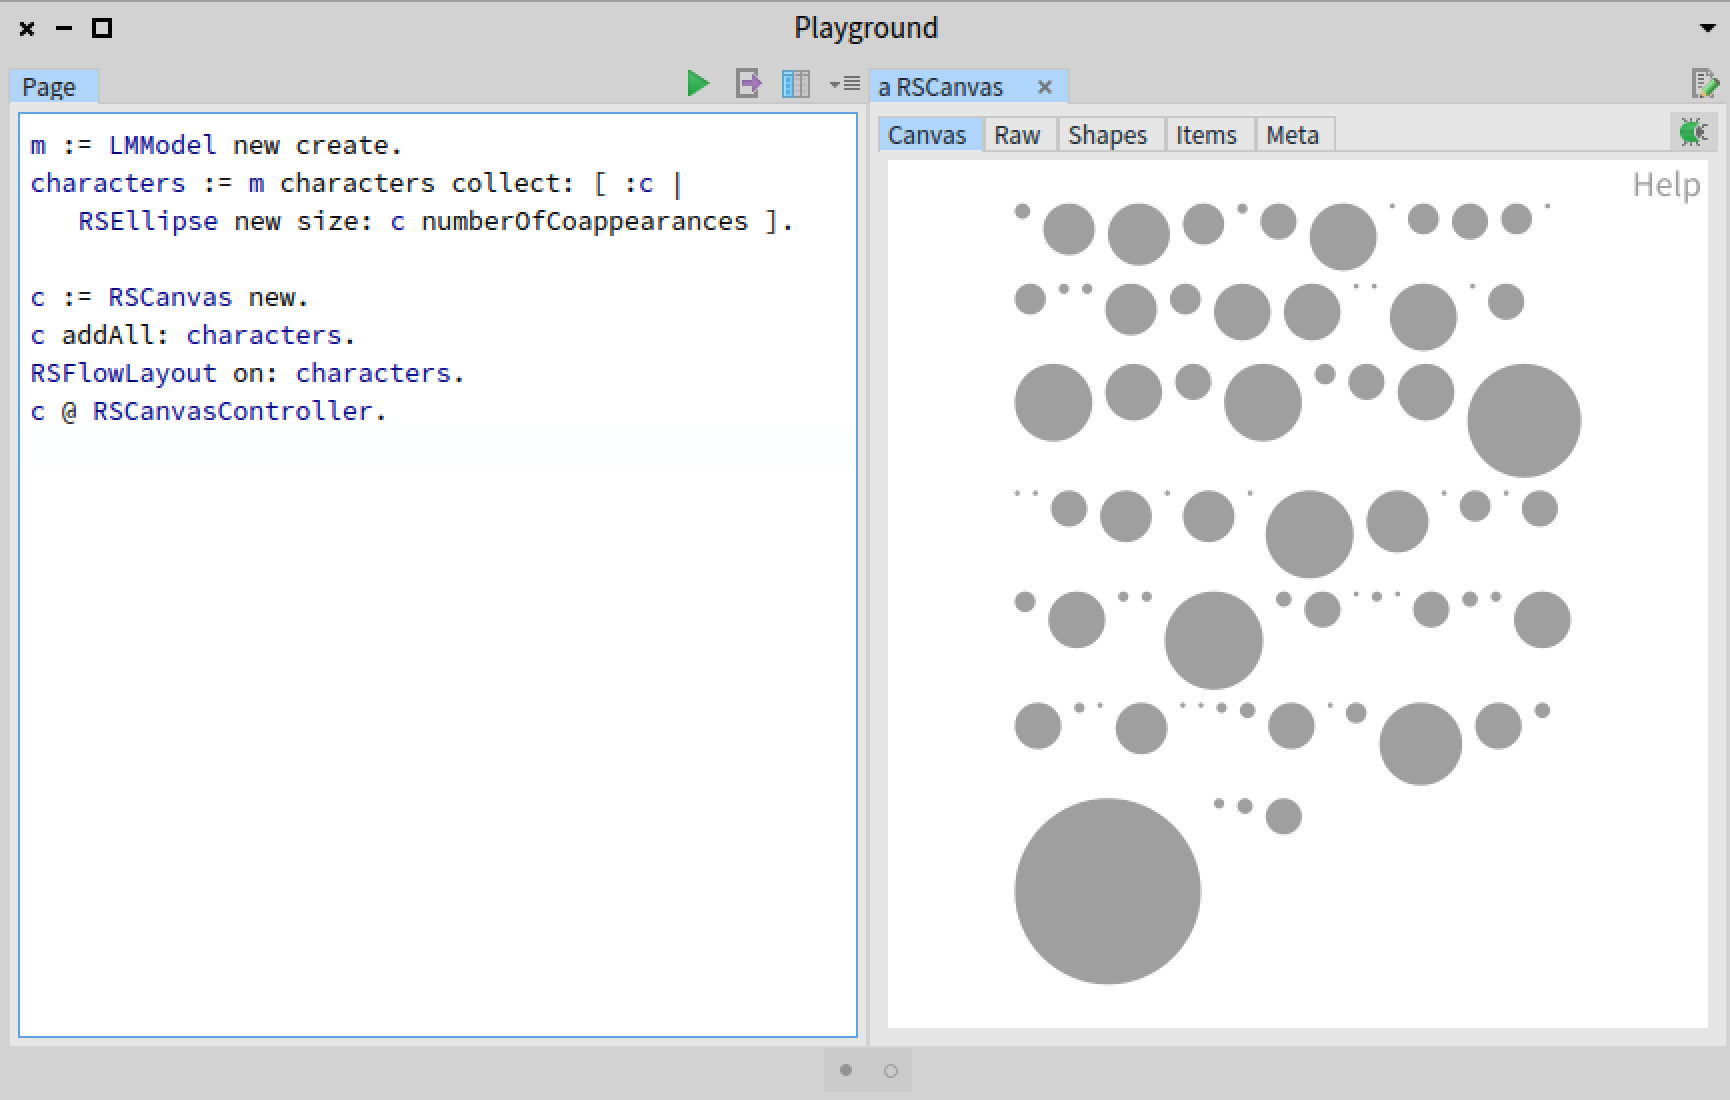 Playground
Page
m := LMModel new create.
characters := m characters collect: [ :c |
RSEllipse new size: c numberOfCoappearances ].
c := RSCanvas new.
c addAll: characters.
RSFlowLayout on: characters.
c @ RSCanvasController.
a RSCanvas
Canvas Raw Shapes Items Meta
Help